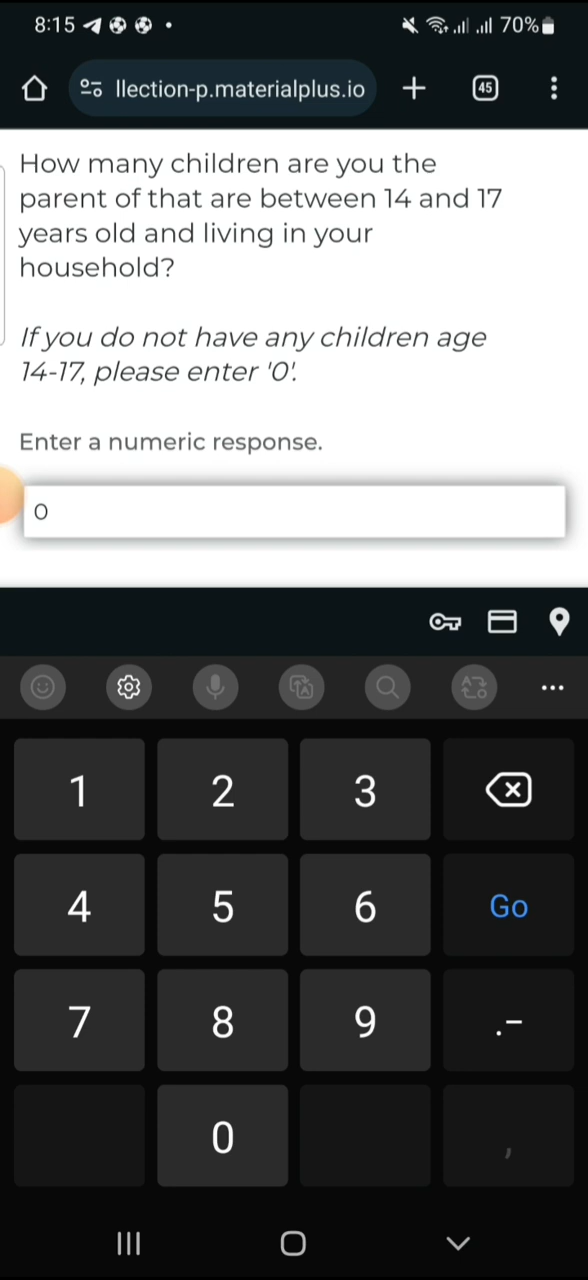 8:15
70%
llection-p.materialplus.io
45
How many children are you the
parent of that are between 14 and 17
years old and living in your
household?
If you do not have any children age
14-17, please enter '0'.
Enter a numeric response.
0
1 2 3
4 5 6 Go
7 8 9 .-
0 ,